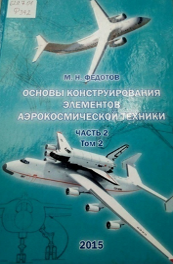 М. Н. ФЕДОТОВ
ОСНОВЫ КОНСТРУИРОВАНИЯ
ЭЛЕМЕНТОВ
АЭРОКОСМИЧЕСКОЙ ТЕХНИКИ
ЧАСТЬ 2
Том 2
2015